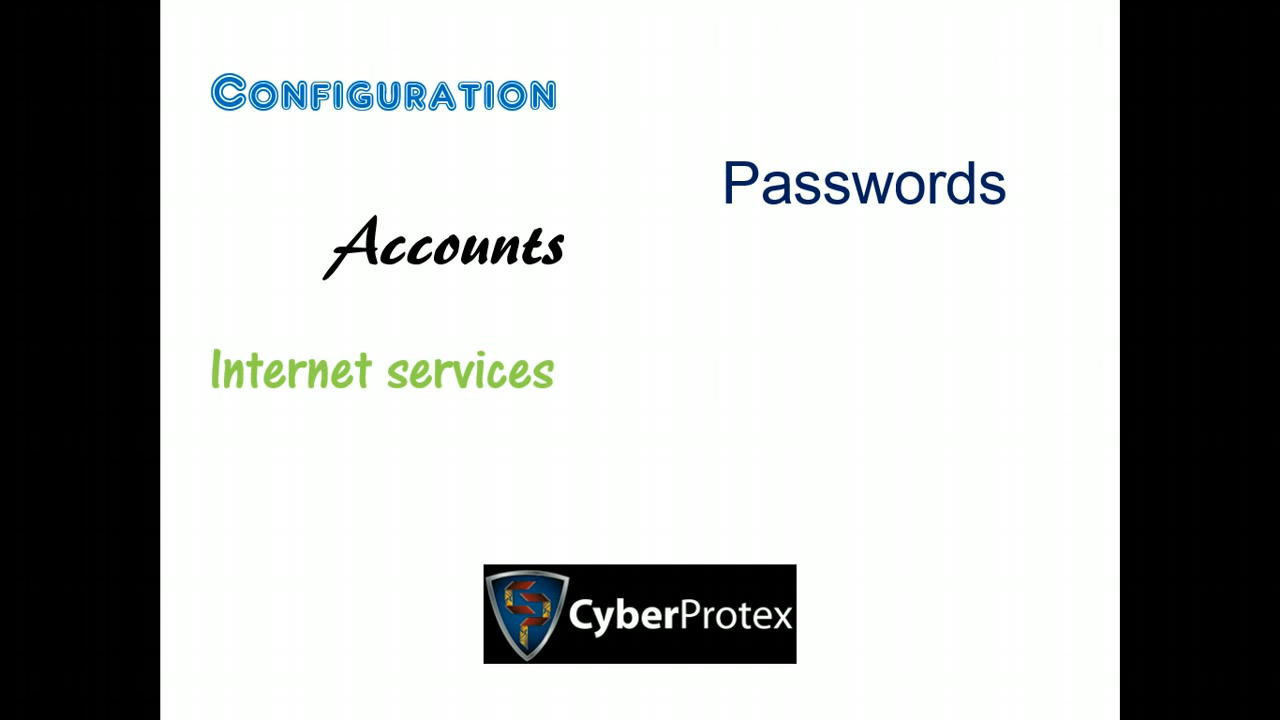 Configuration
Passwords
Accounts
Internet services
CyberProtex